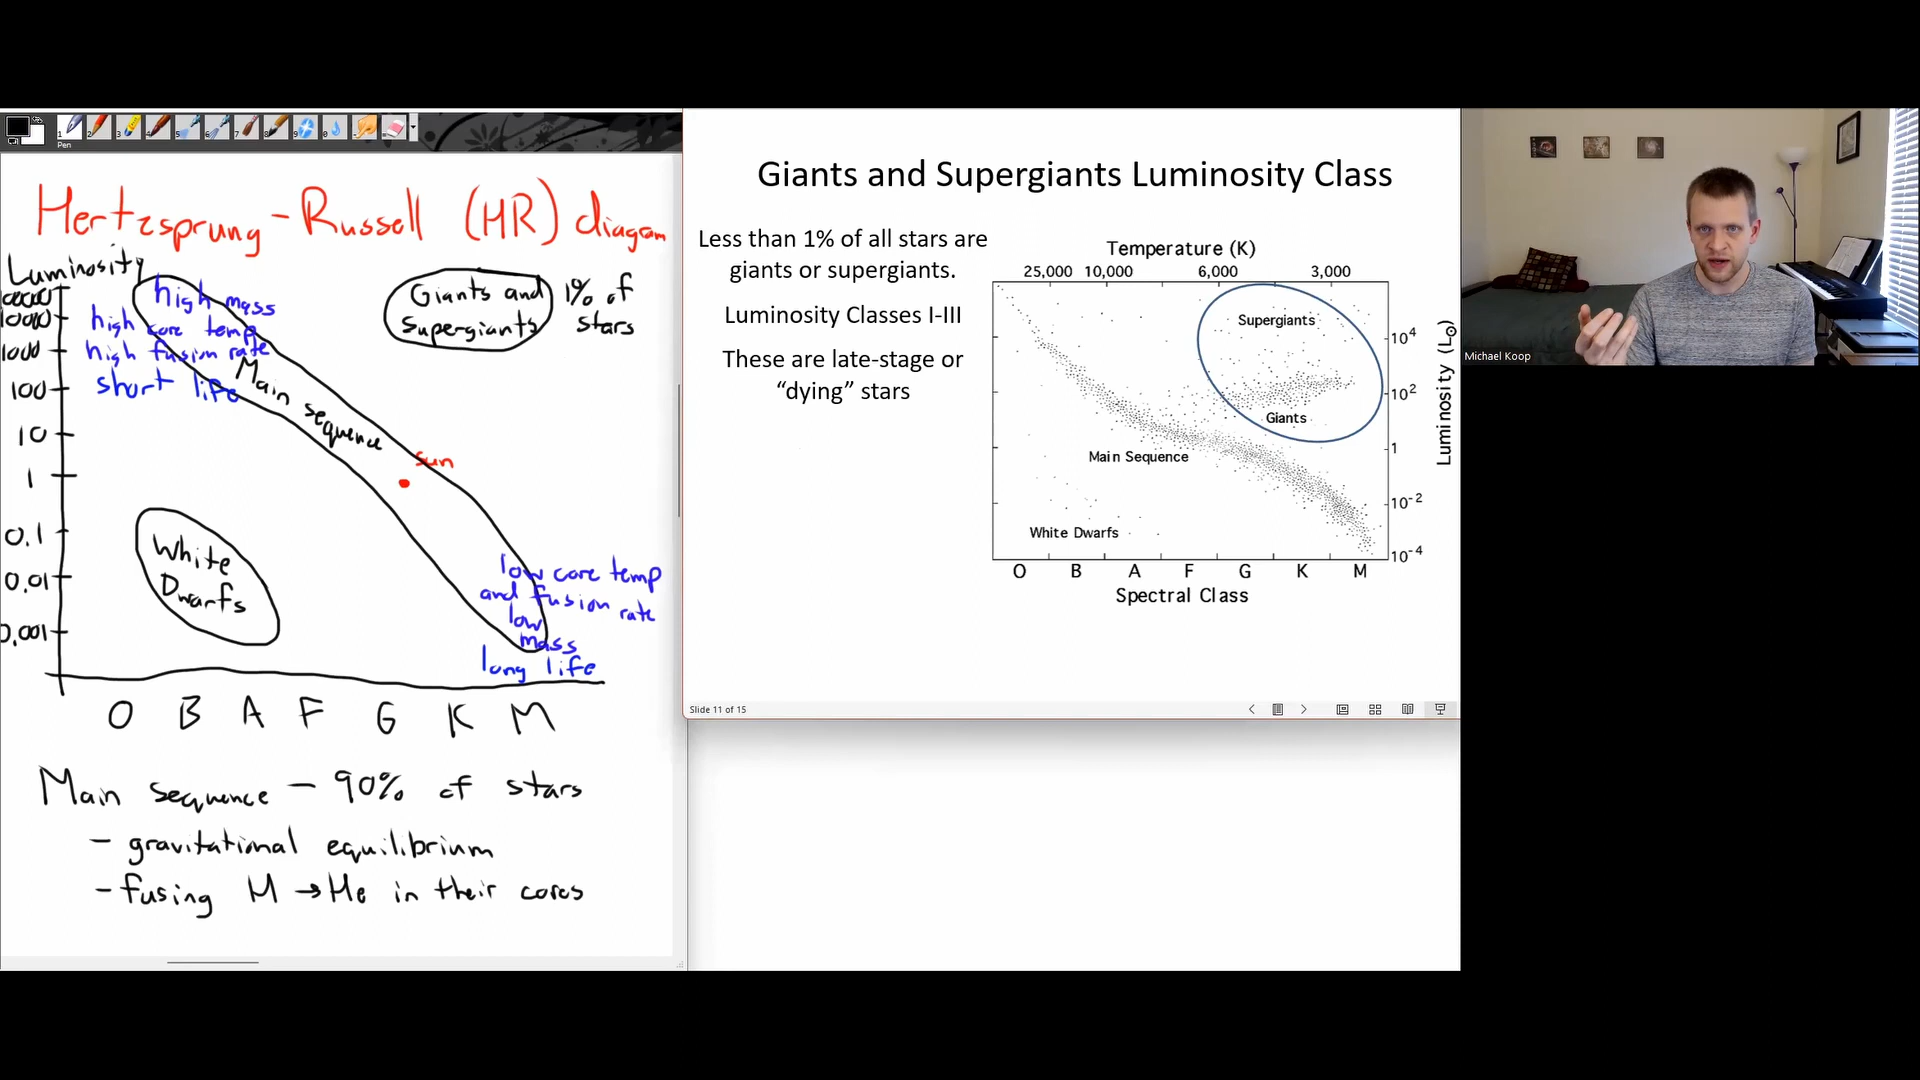 Pen
Hertzsprung-Russell (HR) diagram
Luminosity
1000
100
10
1
0.1
0.01
0.001
high mass
high core temp
high fusion rate
short life
Main sequence
Giants and
Supergiants
1% of
stars
sun
White
Dwarfs
low core temp
and fusion rate
low
mass
long life
O B A F G K M
Main sequence - 90% of stars
- gravitational equilibrium
- fusing H → He in their cores
Giants and Supergiants Luminosity Class
Less than 1% of all stars are
giants or supergiants.
Luminosity Classes I-III
These are late-stage or
“dying” stars
Temperature (K)
25,000 10,000 6,000 3,000
Supergiants
Giants
Main Sequence
White Dwarfs
10⁴
10²
1
10⁻²
10⁻⁴
Luminosity (L⊙)
O B A F G K M
Spectral Class
Slide 11 of 15
Michael Koop